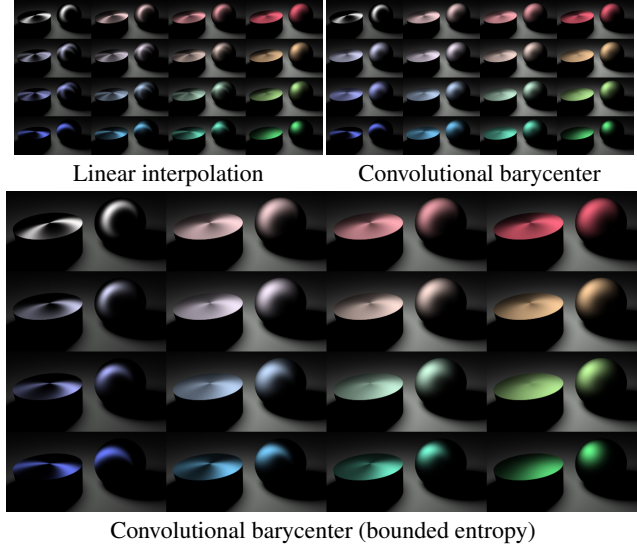 Linear interpolation
Convolutional barycenter
Convolutional barycenter (bounded entropy)